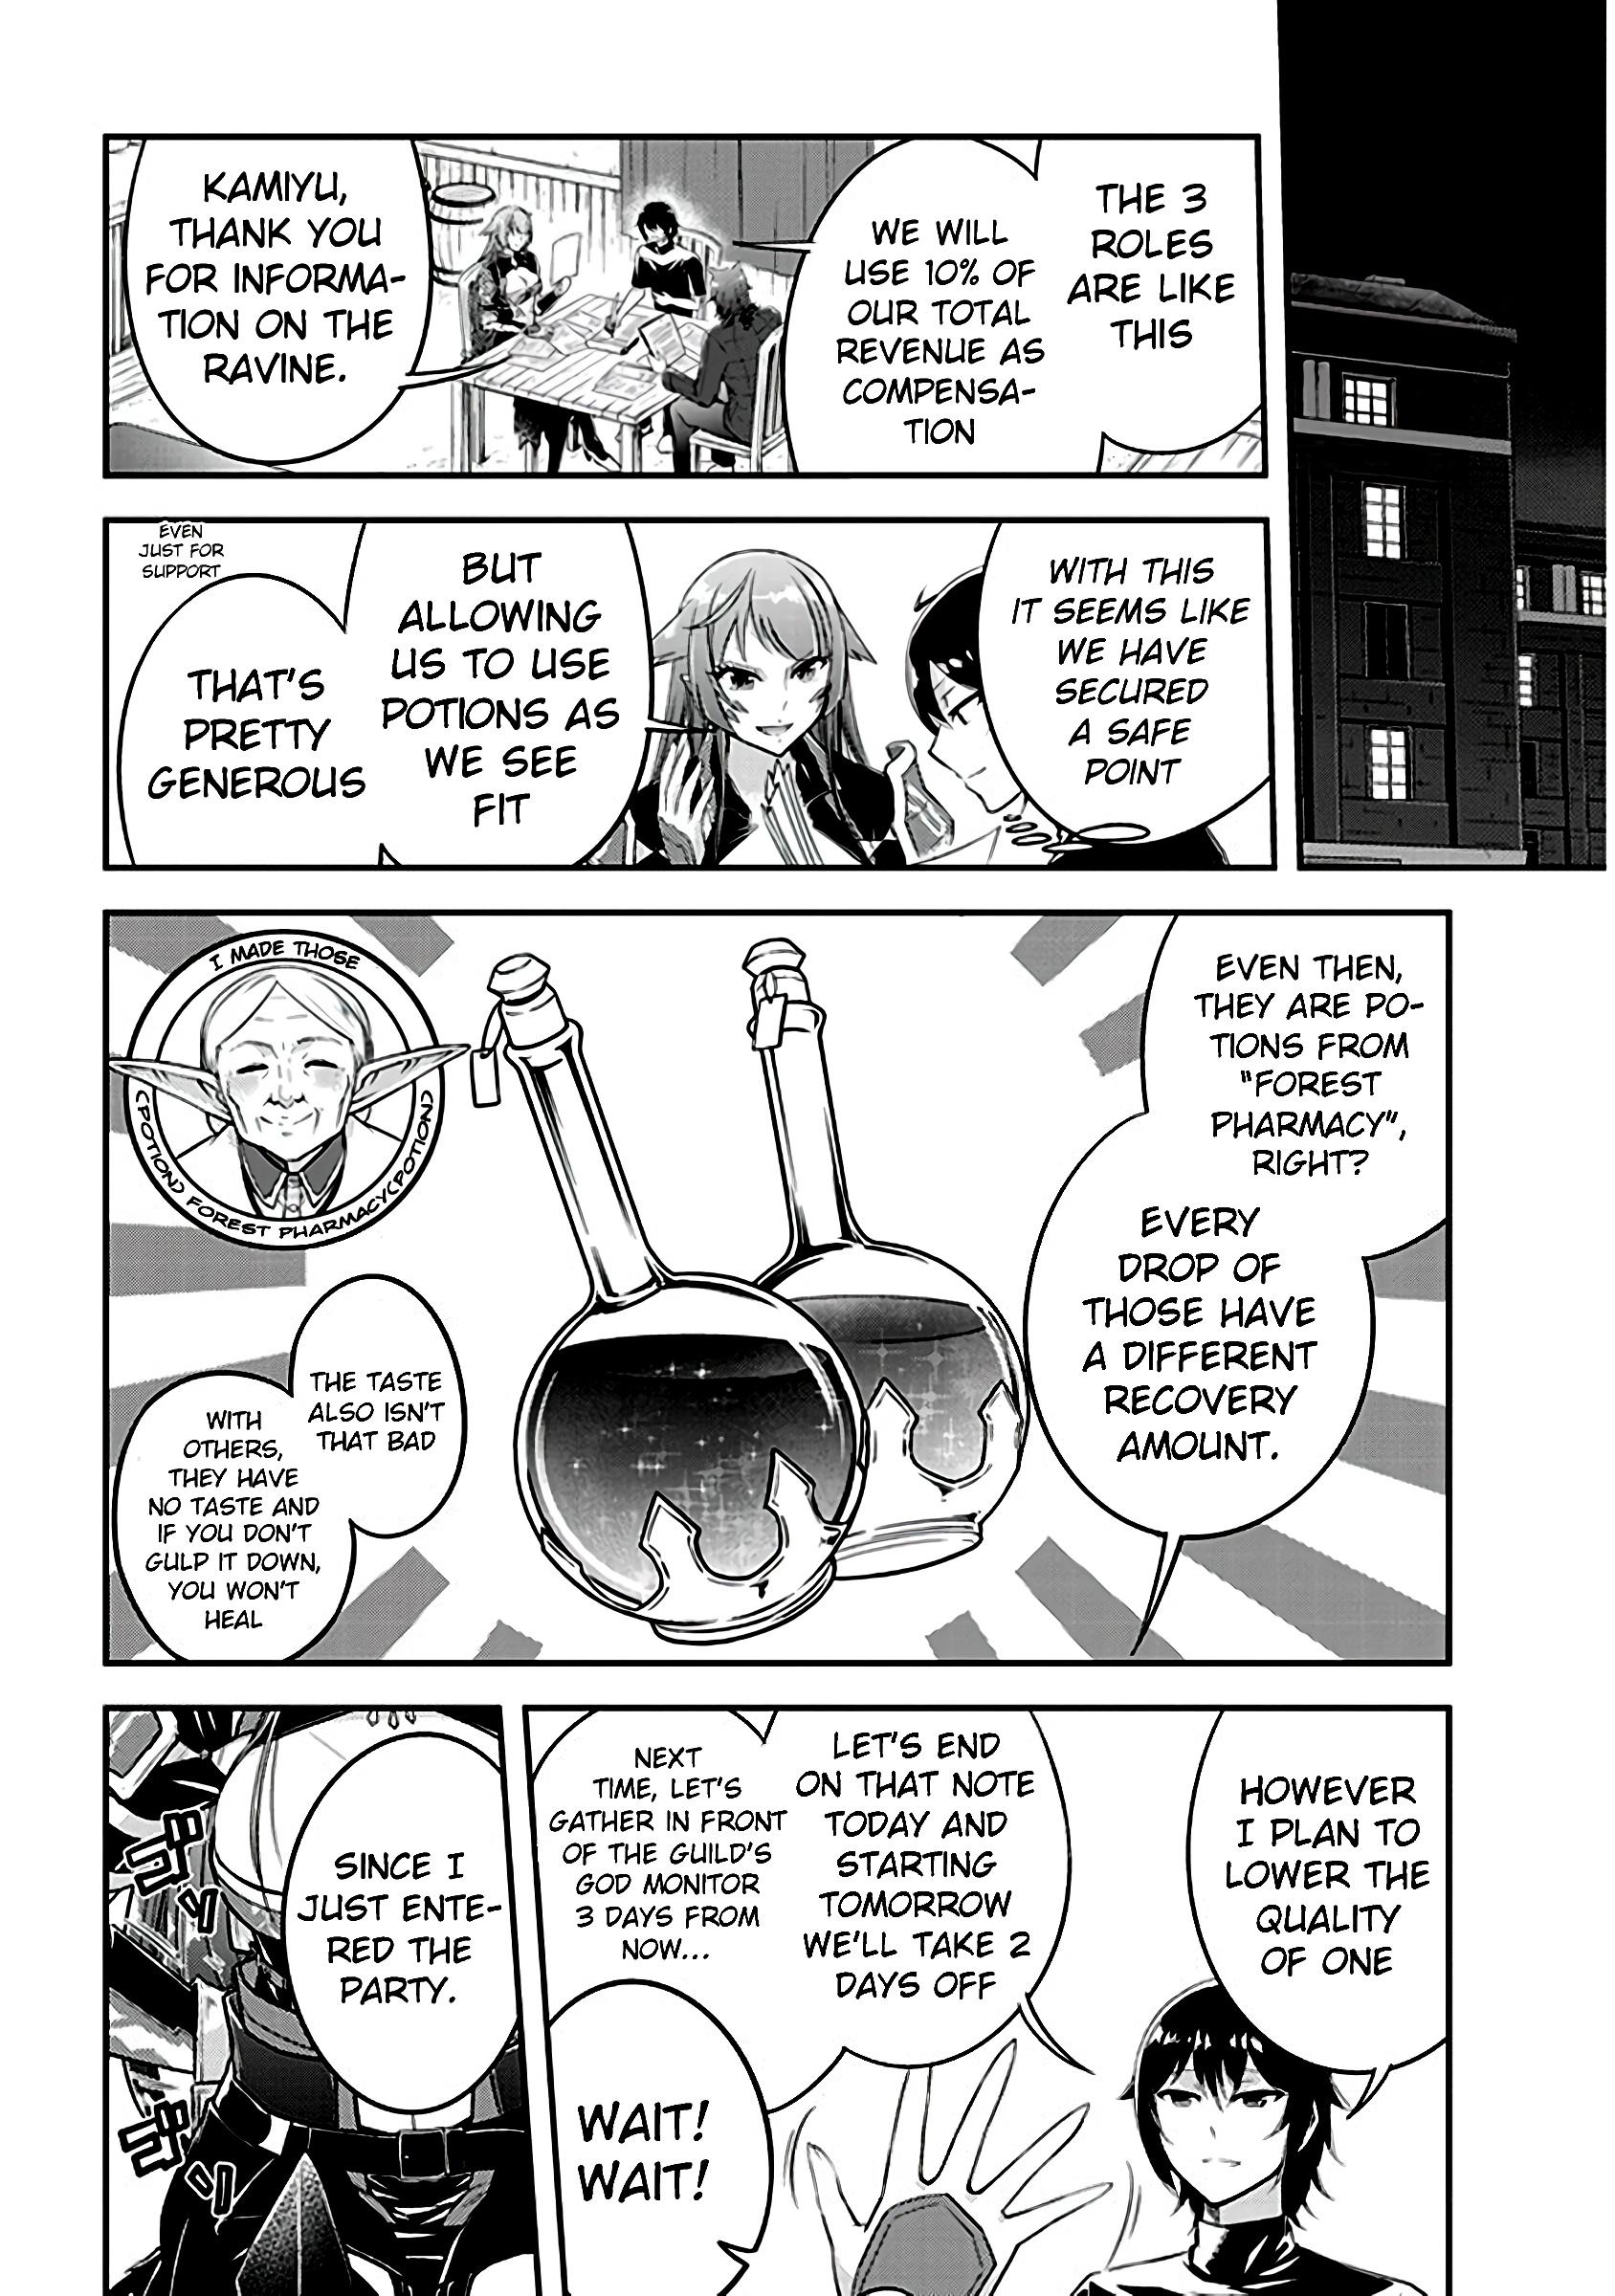 THE 3
ROLES
ARE LIKE
THIS
WE WILL
USE 10% OF
OUR TOTAL
REVENUE AS
COMPENSA-
TION
KAMIYU,
THANK YOU
FOR INFORMA-
TION ON THE
RAVINE.
WITH THIS
IT SEEMS LIKE
WE HAVE
SECURED
A SAFE
POINT
BUT
ALLOWING
US TO USE
POTIONS AS
WE SEE
FIT
THAT'S
PRETTY
GENEROUS
EVEN
JUST FOR
SUPPORT
EVEN THEN,
THEY ARE PO-
TIONS FROM
"FOREST
PHARMACY",
RIGHT?
EVERY
DROP OF
THOSE HAVE
A DIFFERENT
RECOVERY
AMOUNT.
I MADE THOSE
(POTION) FOREST PHARMACY(POTION)
THE TASTE
ALSO ISN'T
THAT BAD
WITH
OTHERS,
THEY HAVE
NO TASTE AND
IF YOU DON'T
GULP IT DOWN,
YOU WON'T
HEAL
HOWEVER
I PLAN TO
LOWER THE
QUALITY
OF ONE
LET'S END
ON THAT NOTE
TODAY AND
STARTING
TOMORROW
WE'LL TAKE 2
DAYS OFF
NEXT
TIME, LET'S
GATHER IN FRONT
OF THE GUILD'S
GOD MONITOR
3 DAYS FROM
NOW...
WAIT!
WAIT!
SINCE I
JUST ENTE-
RED THE
PARTY.